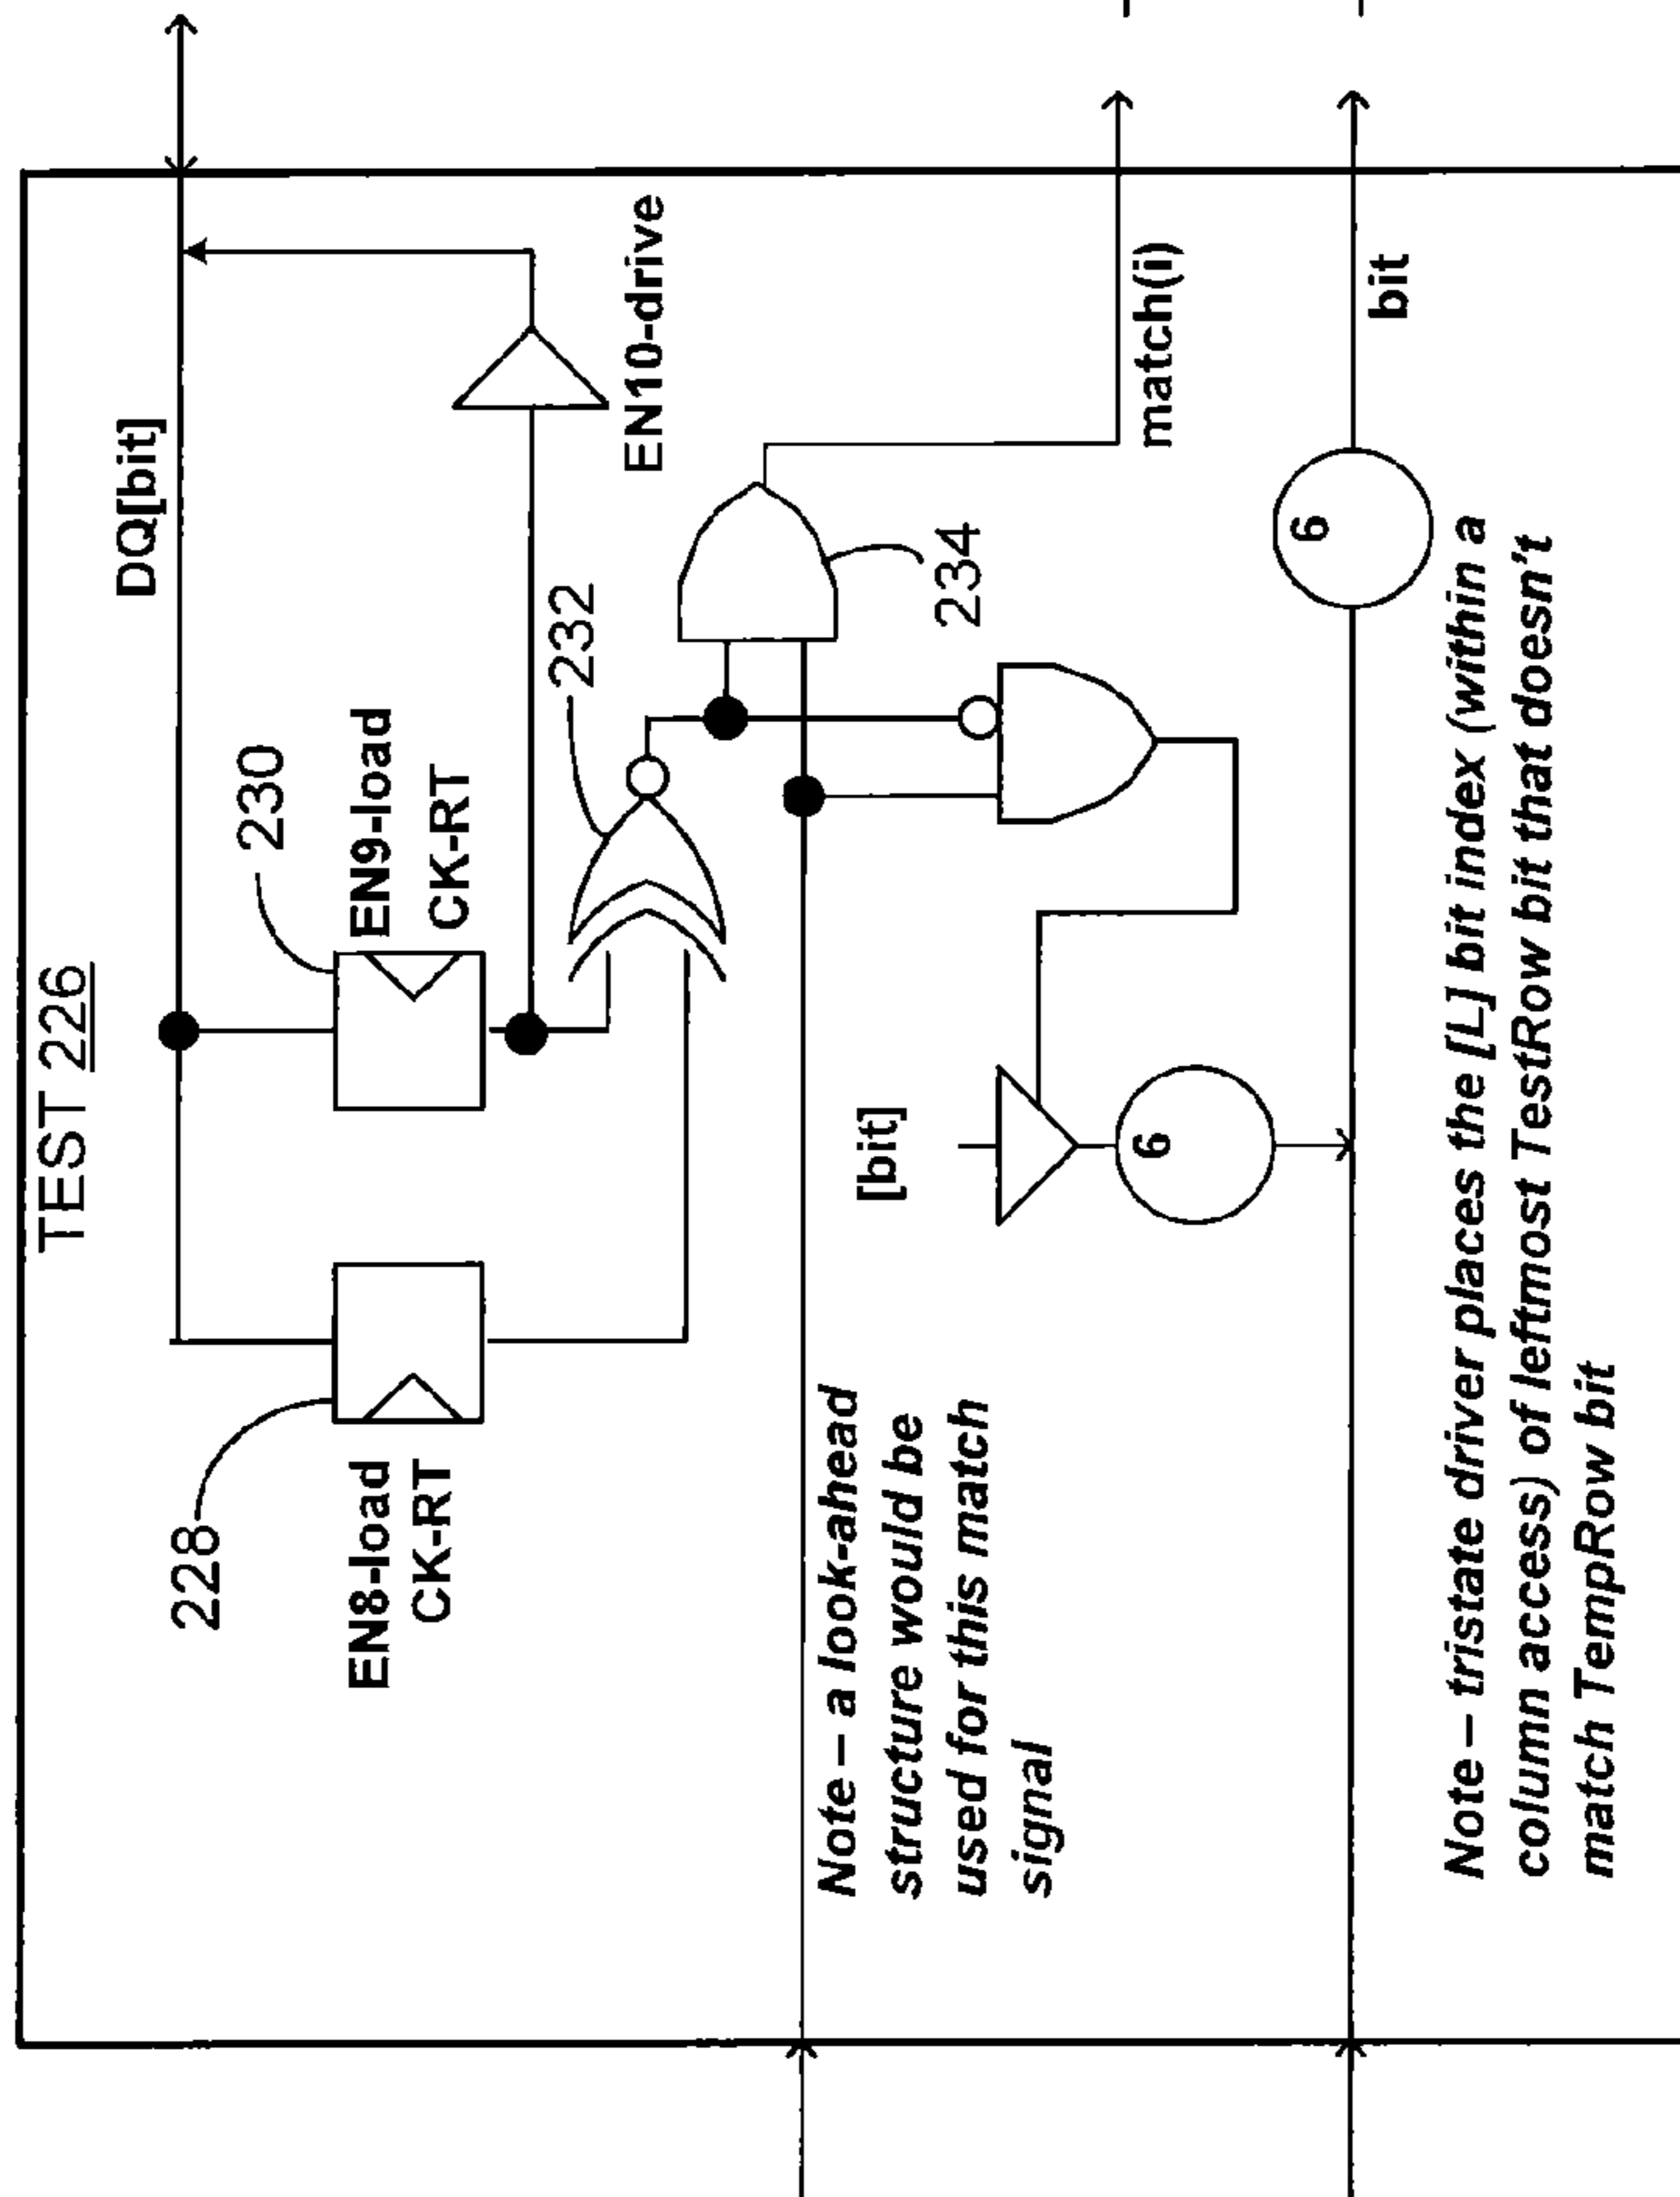 TEST 226
DQ[bit]
228
EN8-load
CK-RT
230
EN9-load
CK-RT
232
EN10-drive
234
match(i)
Note – a look-ahead
structure would be
used for this match
signal
[bit]
6
6
bit
Note – tristate driver places the [L] bit index (within a
column access) of leftmost TestRow bit that doesn't
match TempRow bit